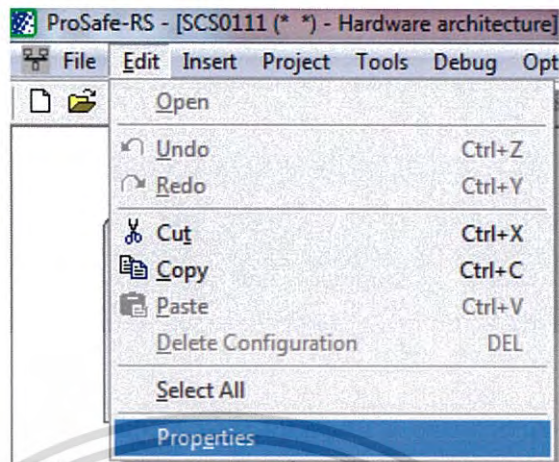 ProSafe-RS - [SCS0111 (* *) - Hardware architecture]
File Edit Insert Project Tools Debug Opt
Open
Undo Ctrl+Z
Redo Ctrl+Y
Cut Ctrl+X
Copy Ctrl+C
Paste Ctrl+V
Delete Configuration DEL
Select All
Properties